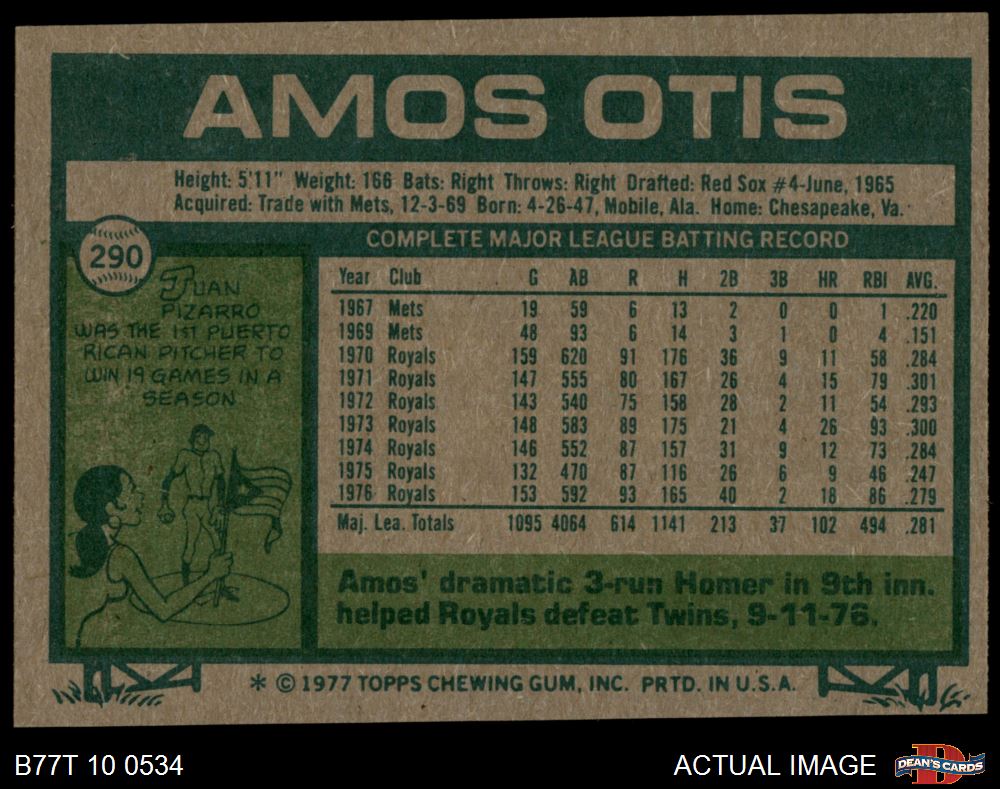 AMOS OTIS
Height: 5'11" Weight: 166 Bats: Right Throws: Right Drafted: Red Sox #4-June, 1965
Acquired: Trade with Mets, 12-3-69 Born: 4-26-47, Mobile, Ala. Home: Chesapeake, Va.
290
JUAN
PIZARRO
WAS THE 1ST PUERTO
RICAN PITCHER TO
WIN 19 GAMES IN A
SEASON
COMPLETE MAJOR LEAGUE BATTING RECORD
Year Club G AB R H 2B 3B HR RBI AVG.
1967 Mets 19 59 6 13 2 0 0 1 .220
1969 Mets 48 93 6 14 3 1 0 4 .151
1970 Royals 159 620 91 176 36 9 11 58 .284
1971 Royals 147 555 80 167 26 4 15 79 .301
1972 Royals 143 540 75 158 28 2 11 54 .293
1973 Royals 148 583 89 175 21 4 26 93 .300
1974 Royals 146 552 87 157 31 9 12 73 .284
1975 Royals 132 470 87 116 26 6 9 46 .247
1976 Royals 153 592 93 165 40 2 18 86 .279
Maj. Lea. Totals 1095 4064 614 1141 213 37 102 494 .281
Amos' dramatic 3-run Homer in 9th inn.
helped Royals defeat Twins, 9-11-76.
* © 1977 TOPPS CHEWING GUM, INC. PRTD. IN U.S.A.
B77T 10 0534
ACTUAL IMAGE
D
DEAN'S CARDS